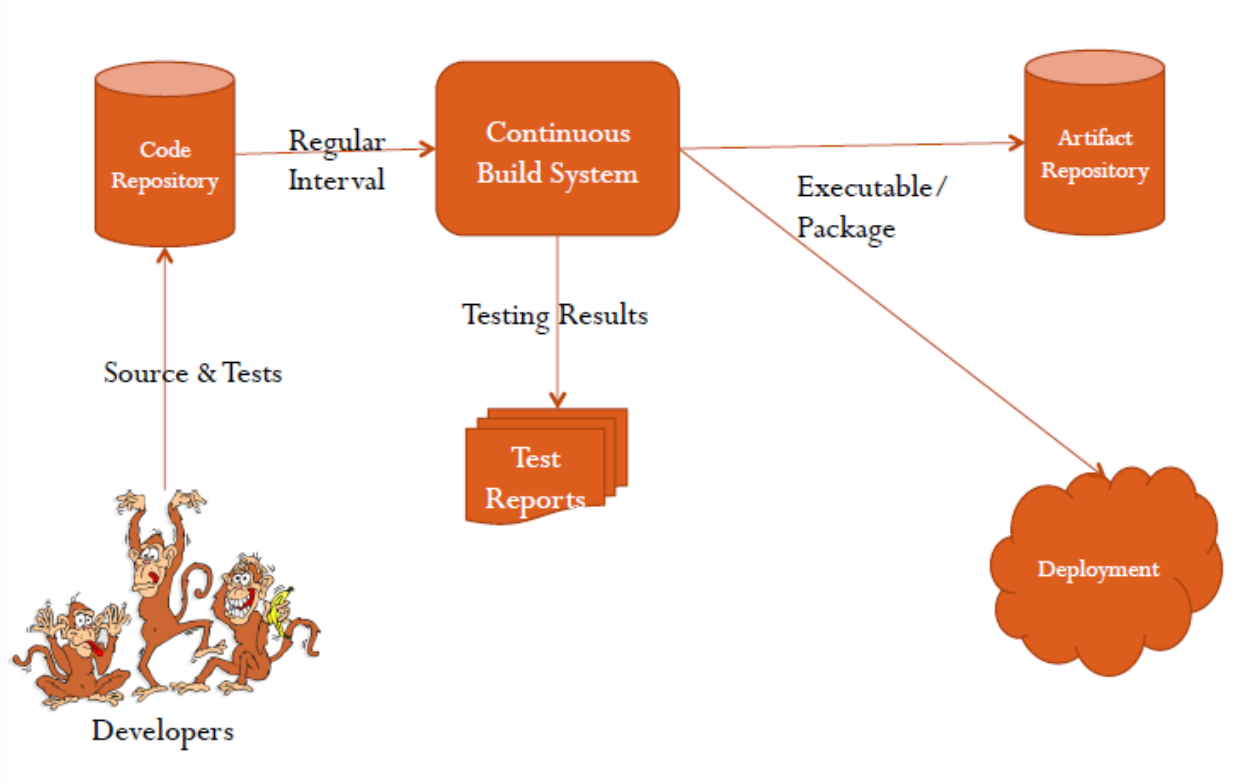 Code
Repository
Regular
Interval
Continuous
Build System
Artifact
Repository
Executable/
Package
Testing Results
Source & Tests
Test
Reports
Deployment
Developers